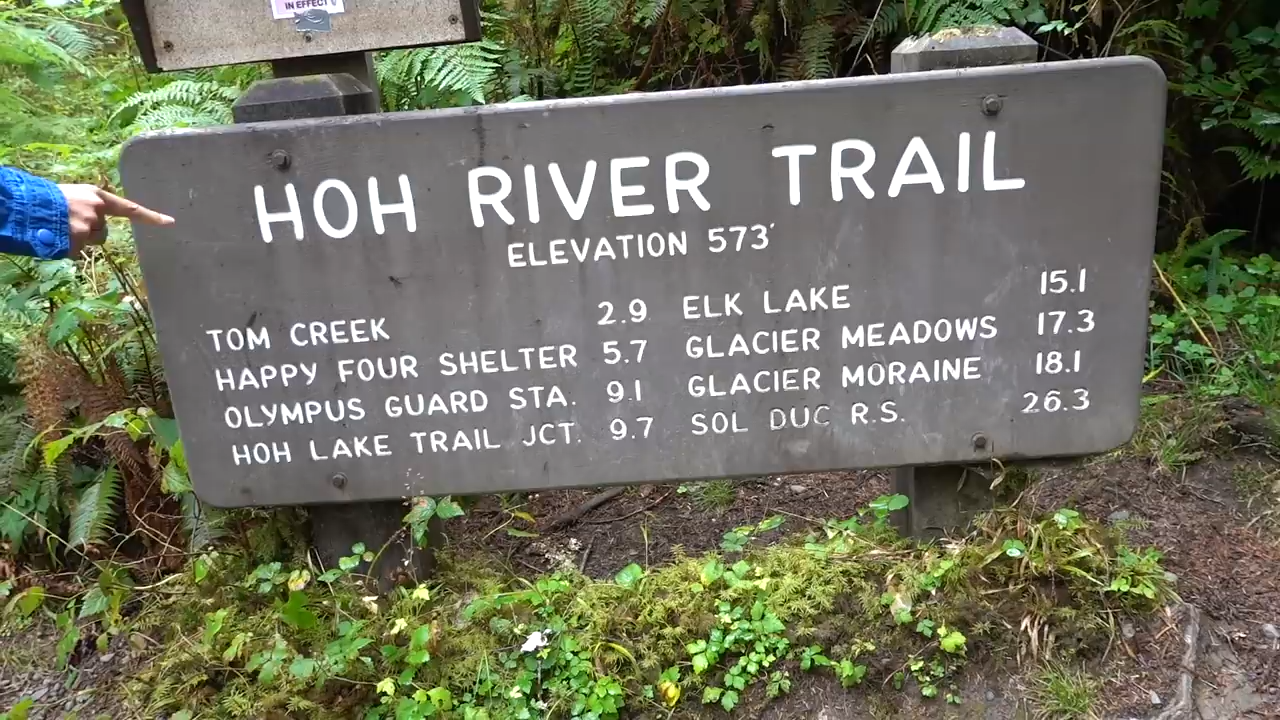 IN EFFECT
HOH RIVER TRAIL
ELEVATION 573'
TOM CREEK 2.9
HAPPY FOUR SHELTER 5.7
OLYMPUS GUARD STA. 9.1
HOH LAKE TRAIL JCT. 9.7
ELK LAKE 15.1
GLACIER MEADOWS 17.3
GLACIER MORAINE 18.1
SOL DUC R.S. 26.3